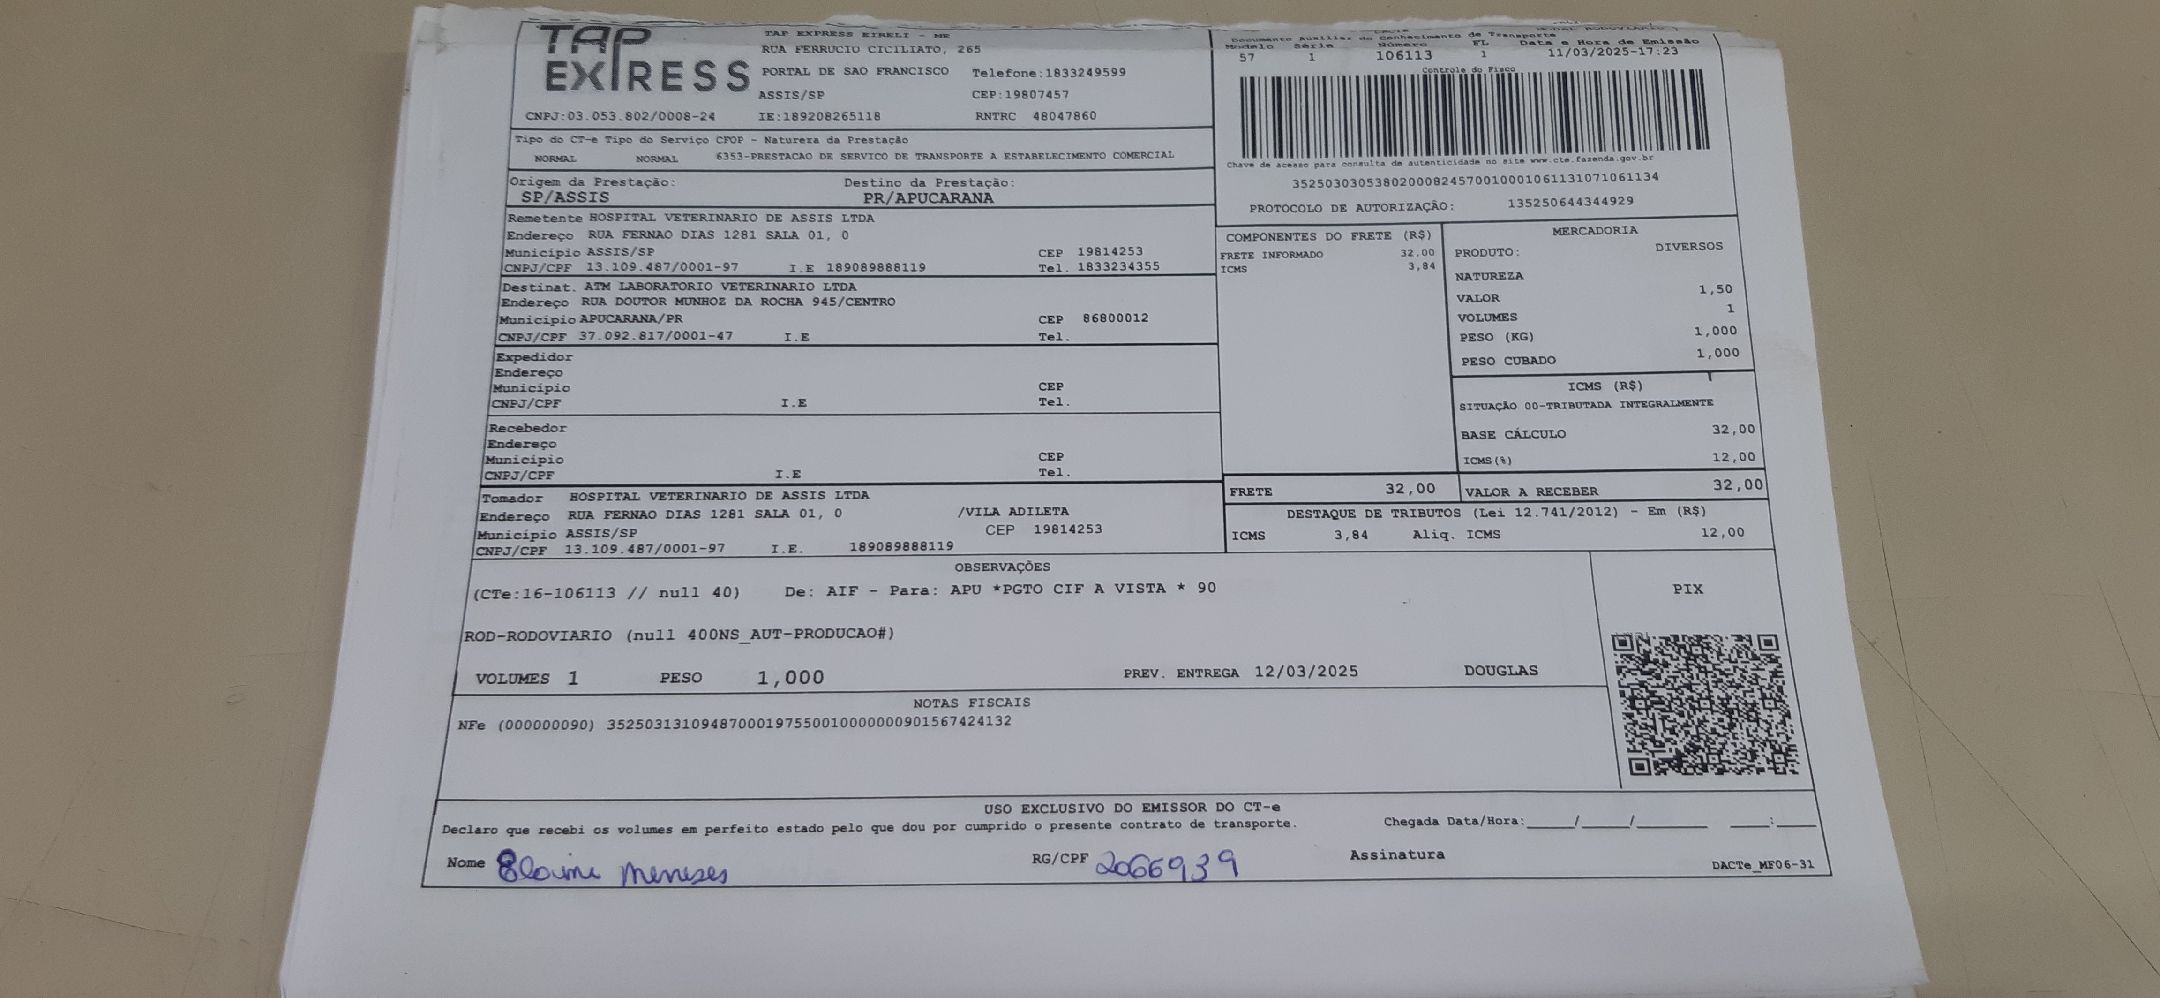 TAP EXPRESS
TAP EXPRESS EIRELI - ME
RUA FERRUCIO CICILIATO, 265
PORTAL DE SAO FRANCISCO Telefone:1833249599
ASSIS/SP CEP:19807457
CNPJ:03.053.802/0008-24 IE:189208265118 RNTRC 48047860
Documento Auxiliar do Conhecimento de Transporte
Modelo Série Número FL Data e Hora de Emissão
57 1 106113 1 11/03/2025-17:23
Controle do Fisco
Chave de acesso para consulta de autenticidade no site www.cte.fazenda.gov.br
35250303053802000824570010001061131071061134
PROTOCOLO DE AUTORIZAÇÃO: 135250644344929
Tipo do CT-e Tipo do Serviço CFOP - Natureza da Prestação
NORMAL NORMAL 6353-PRESTACAO DE SERVICO DE TRANSPORTE A ESTABELECIMENTO COMERCIAL
Origem da Prestação: Destino da Prestação:
SP/ASSIS PR/APUCARANA
Remetente HOSPITAL VETERINARIO DE ASSIS LTDA
Endereço RUA FERNAO DIAS 1281 SALA 01, 0
Municipio ASSIS/SP CEP 19814253
CNPJ/CPF 13.109.487/0001-97 I.E 189089888119 Tel. 1833234355
Destinat. ATM LABORATORIO VETERINARIO LTDA
Endereço RUA DOUTOR MUNHOZ DA ROCHA 945/CENTRO
Municipio APUCARANA/PR CEP 86800012
CNPJ/CPF 37.092.817/0001-47 I.E Tel.
Expedidor
Endereço
Municipio CEP
CNPJ/CPF I.E Tel.
Recebedor
Endereço
Municipio CEP
CNPJ/CPF I.E Tel.
Tomador HOSPITAL VETERINARIO DE ASSIS LTDA
Endereço RUA FERNAO DIAS 1281 SALA 01, 0 /VILA ADILETA
Municipio ASSIS/SP CEP 19814253
CNPJ/CPF 13.109.487/0001-97 I.E. 189089888119
COMPONENTES DO FRETE (R$)
FRETE INFORMADO 32,00
ICMS 3,84
MERCADORIA
PRODUTO: DIVERSOS
NATUREZA
VALOR 1,50
VOLUMES 1
PESO (KG) 1,000
PESO CUBADO 1,000
ICMS (R$)
SITUAÇÃO 00-TRIBUTADA INTEGRALMENTE
BASE CÁLCULO 32,00
ICMS(%) 12,00
FRETE 32,00 VALOR A RECEBER 32,00
DESTAQUE DE TRIBUTOS (Lei 12.741/2012) - Em (R$)
ICMS 3,84 Aliq. ICMS 12,00
OBSERVAÇÕES
(CTe:16-106113 // null 40) De: AIF - Para: APU *PGTO CIF A VISTA * 90
ROD-RODOVIARIO (null 400NS_AUT-PRODUCAO#)
VOLUMES 1 PESO 1,000 PREV. ENTREGA 12/03/2025 DOUGLAS
PIX
NOTAS FISCAIS
NFe (000000090) 35250313109487000197550010000000901567424132
USO EXCLUSIVO DO EMISSOR DO CT-e
Declaro que recebi os volumes em perfeito estado pelo que dou por cumprido o presente contrato de transporte. Chegada Data/Hora:____/____/______ ___:___
Nome Elaine Meneses RG/CPF 2066939 Assinatura DACTe_MF06-31